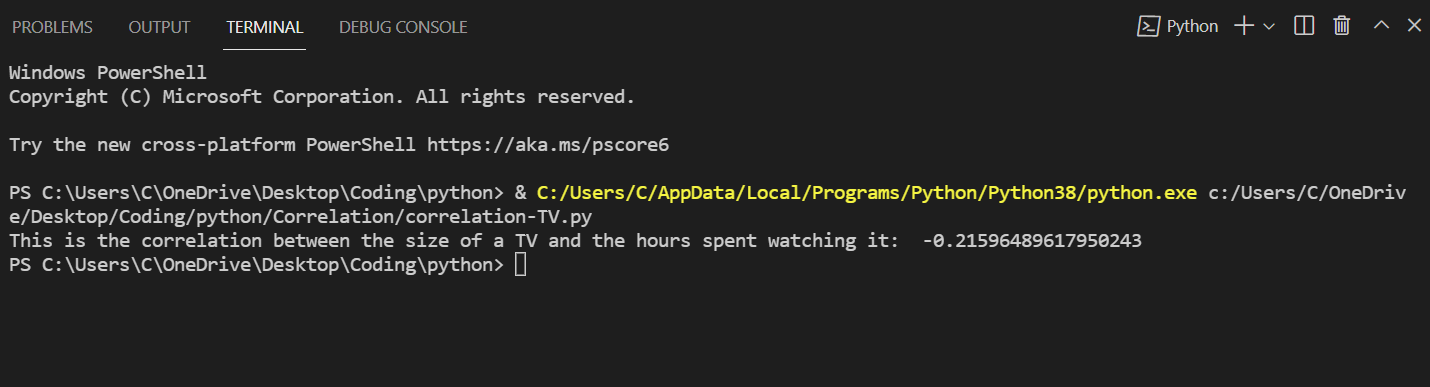 PROBLEMS OUTPUT TERMINAL DEBUG CONSOLE Python
Windows PowerShell
Copyright (C) Microsoft Corporation. All rights reserved.
Try the new cross-platform PowerShell https://aka.ms/pscore6
PS C:\Users\C\OneDrive\Desktop\Coding\python> & C:/Users/C/AppData/Local/Programs/Python/Python38/python.exe c:/Users/C/OneDriv
e/Desktop/Coding/python/Correlation/correlation-TV.py
This is the correlation between the size of a TV and the hours spent watching it:  -0.21596489617950243
PS C:\Users\C\OneDrive\Desktop\Coding\python>